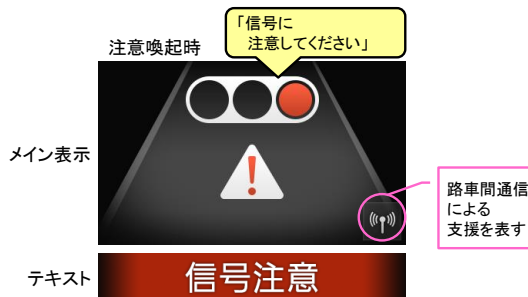 「信号に
注意してください」
注意喚起時
メイン表示
路車間通信
による
支援を表す
テキスト
信号注意